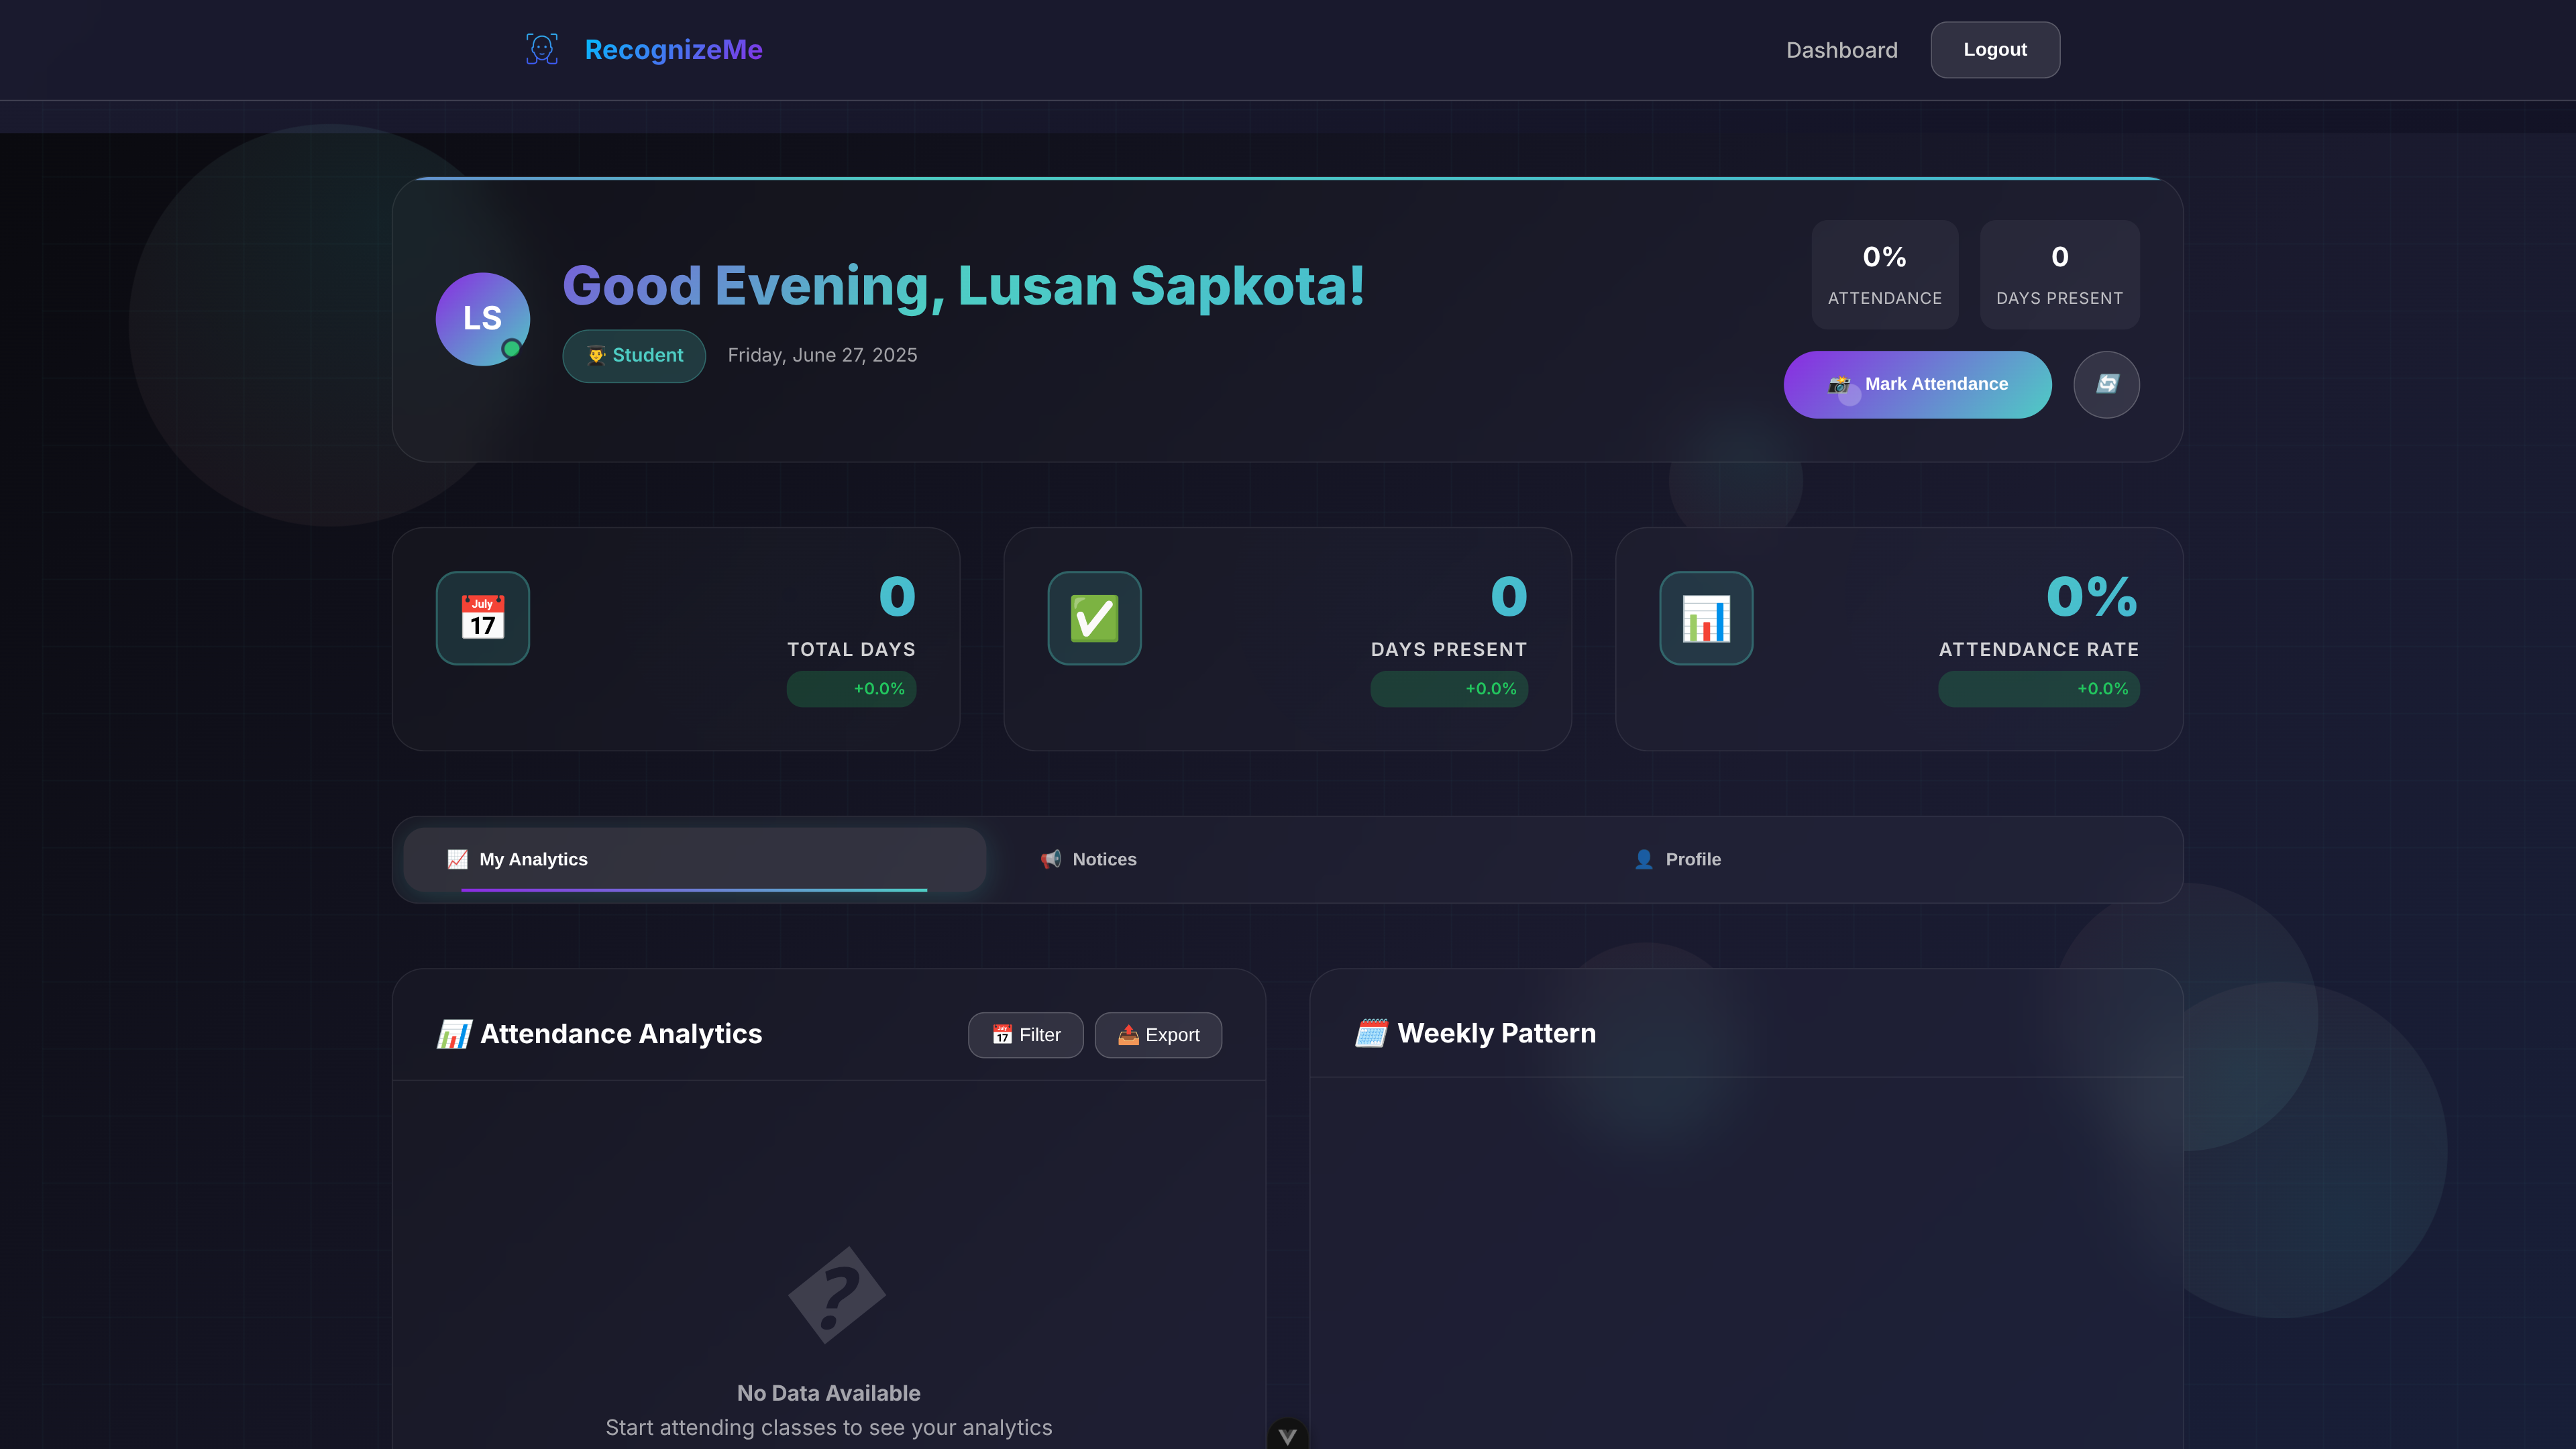 RecognizeMe
Dashboard
Logout
LS
Good Evening, Lusan Sapkota!
Student
Friday, June 27, 2025
0%
ATTENDANCE
0
DAYS PRESENT
Mark Attendance
July
17
0
TOTAL DAYS
+0.0%
0
DAYS PRESENT
+0.0%
0%
ATTENDANCE RATE
+0.0%
My Analytics
Notices
Profile
Attendance Analytics
Filter
Export
Weekly Pattern
No Data Available
Start attending classes to see your analytics